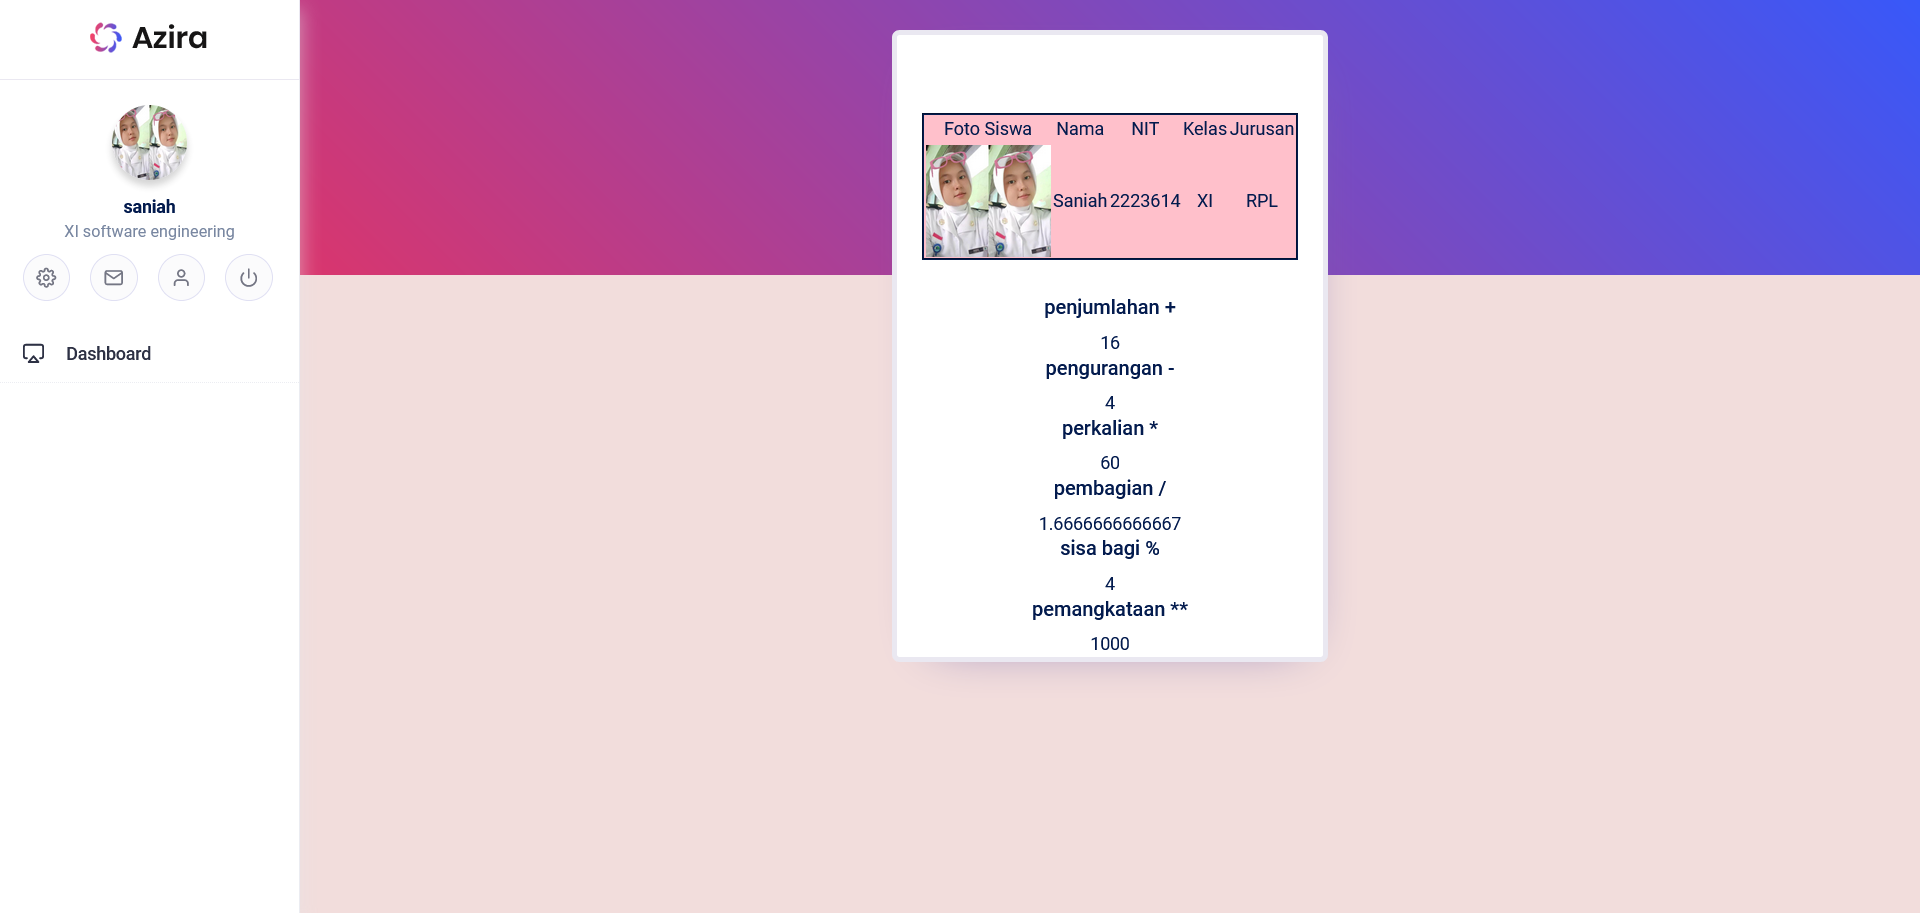 Azira
saniah
XI software engineering
Dashboard
Foto Siswa Nama NIT Kelas Jurusan
Saniah 2223614 XI RPL
penjumlahan +
16
pengurangan -
4
perkalian *
60
pembagian /
1.6666666666667
sisa bagi %
4
pemangkataan **
1000